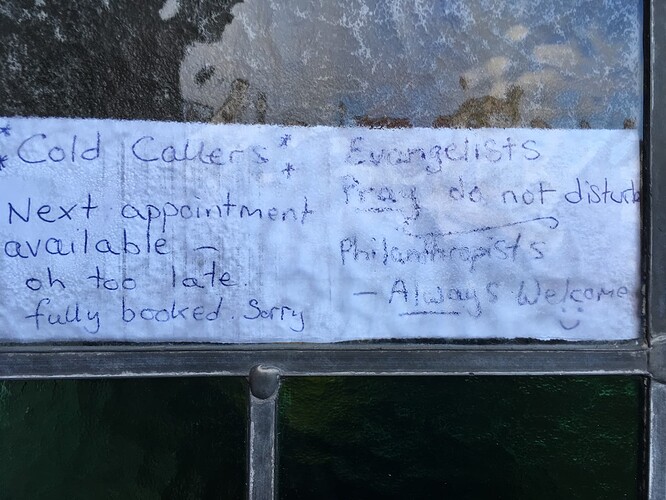 *Cold Callers*
Next appointment
available –
oh too late.
fully booked. Sorry
Evangelists
Pray do not disturb
Philanthropists
– Always Welcome